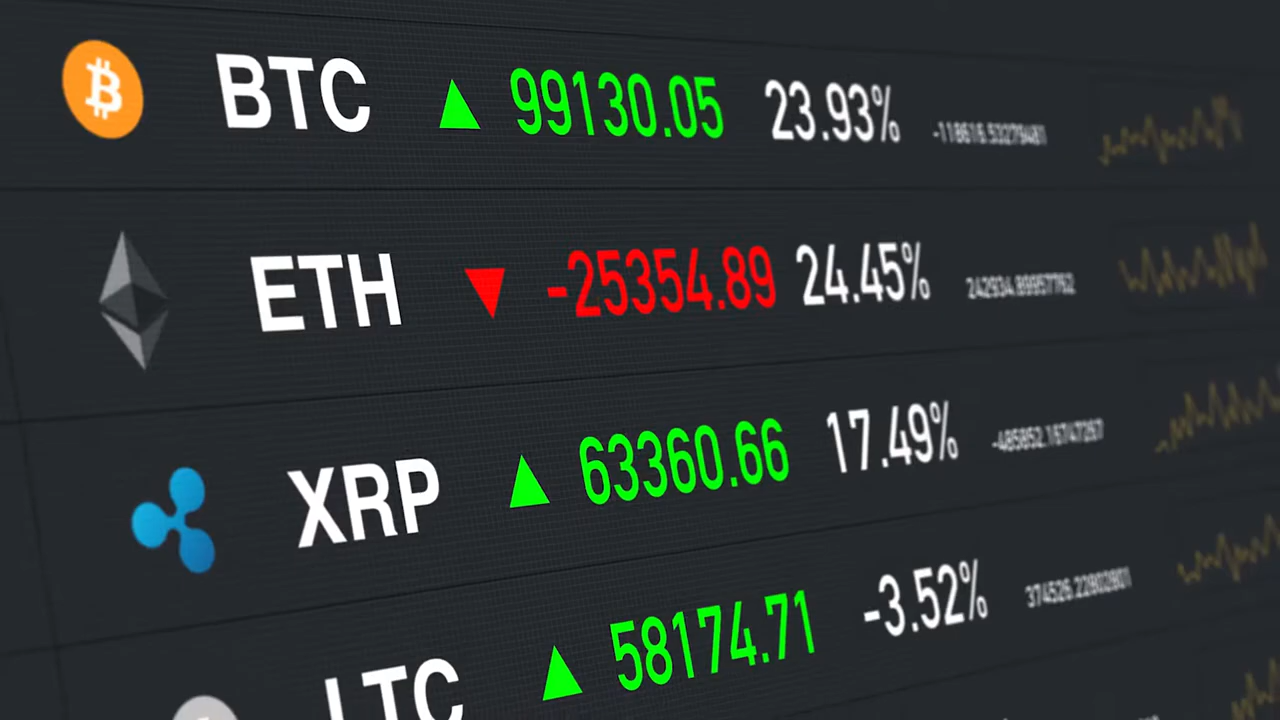 BTC ▲ 99130.05 23.93%
ETH ▼ -25354.89 24.45%
XRP ▲ 63360.66 17.49%
LTC ▲ 58174.71 -3.52%